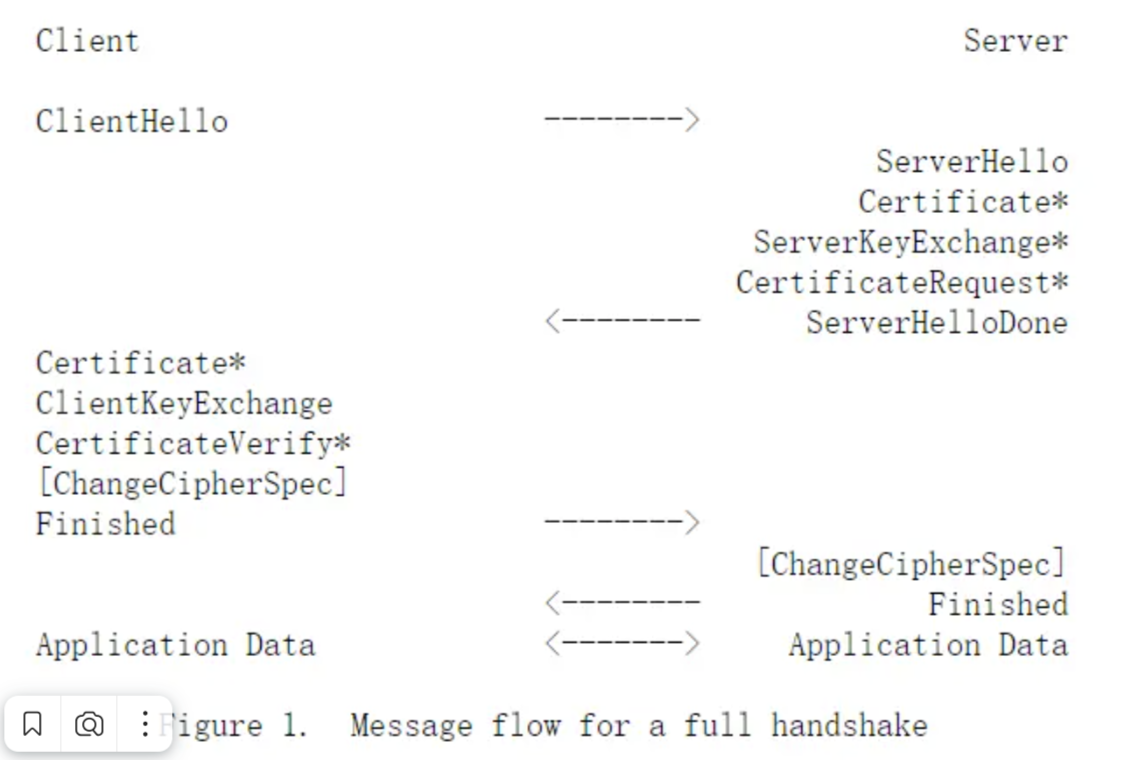 Client Server
ClientHello -------->
ServerHello
Certificate*
ServerKeyExchange*
CertificateRequest*
<-------- ServerHelloDone
Certificate*
ClientKeyExchange
CertificateVerify*
[ChangeCipherSpec]
Finished -------->
[ChangeCipherSpec]
<-------- Finished
Application Data <-------> Application Data
Figure 1. Message flow for a full handshake